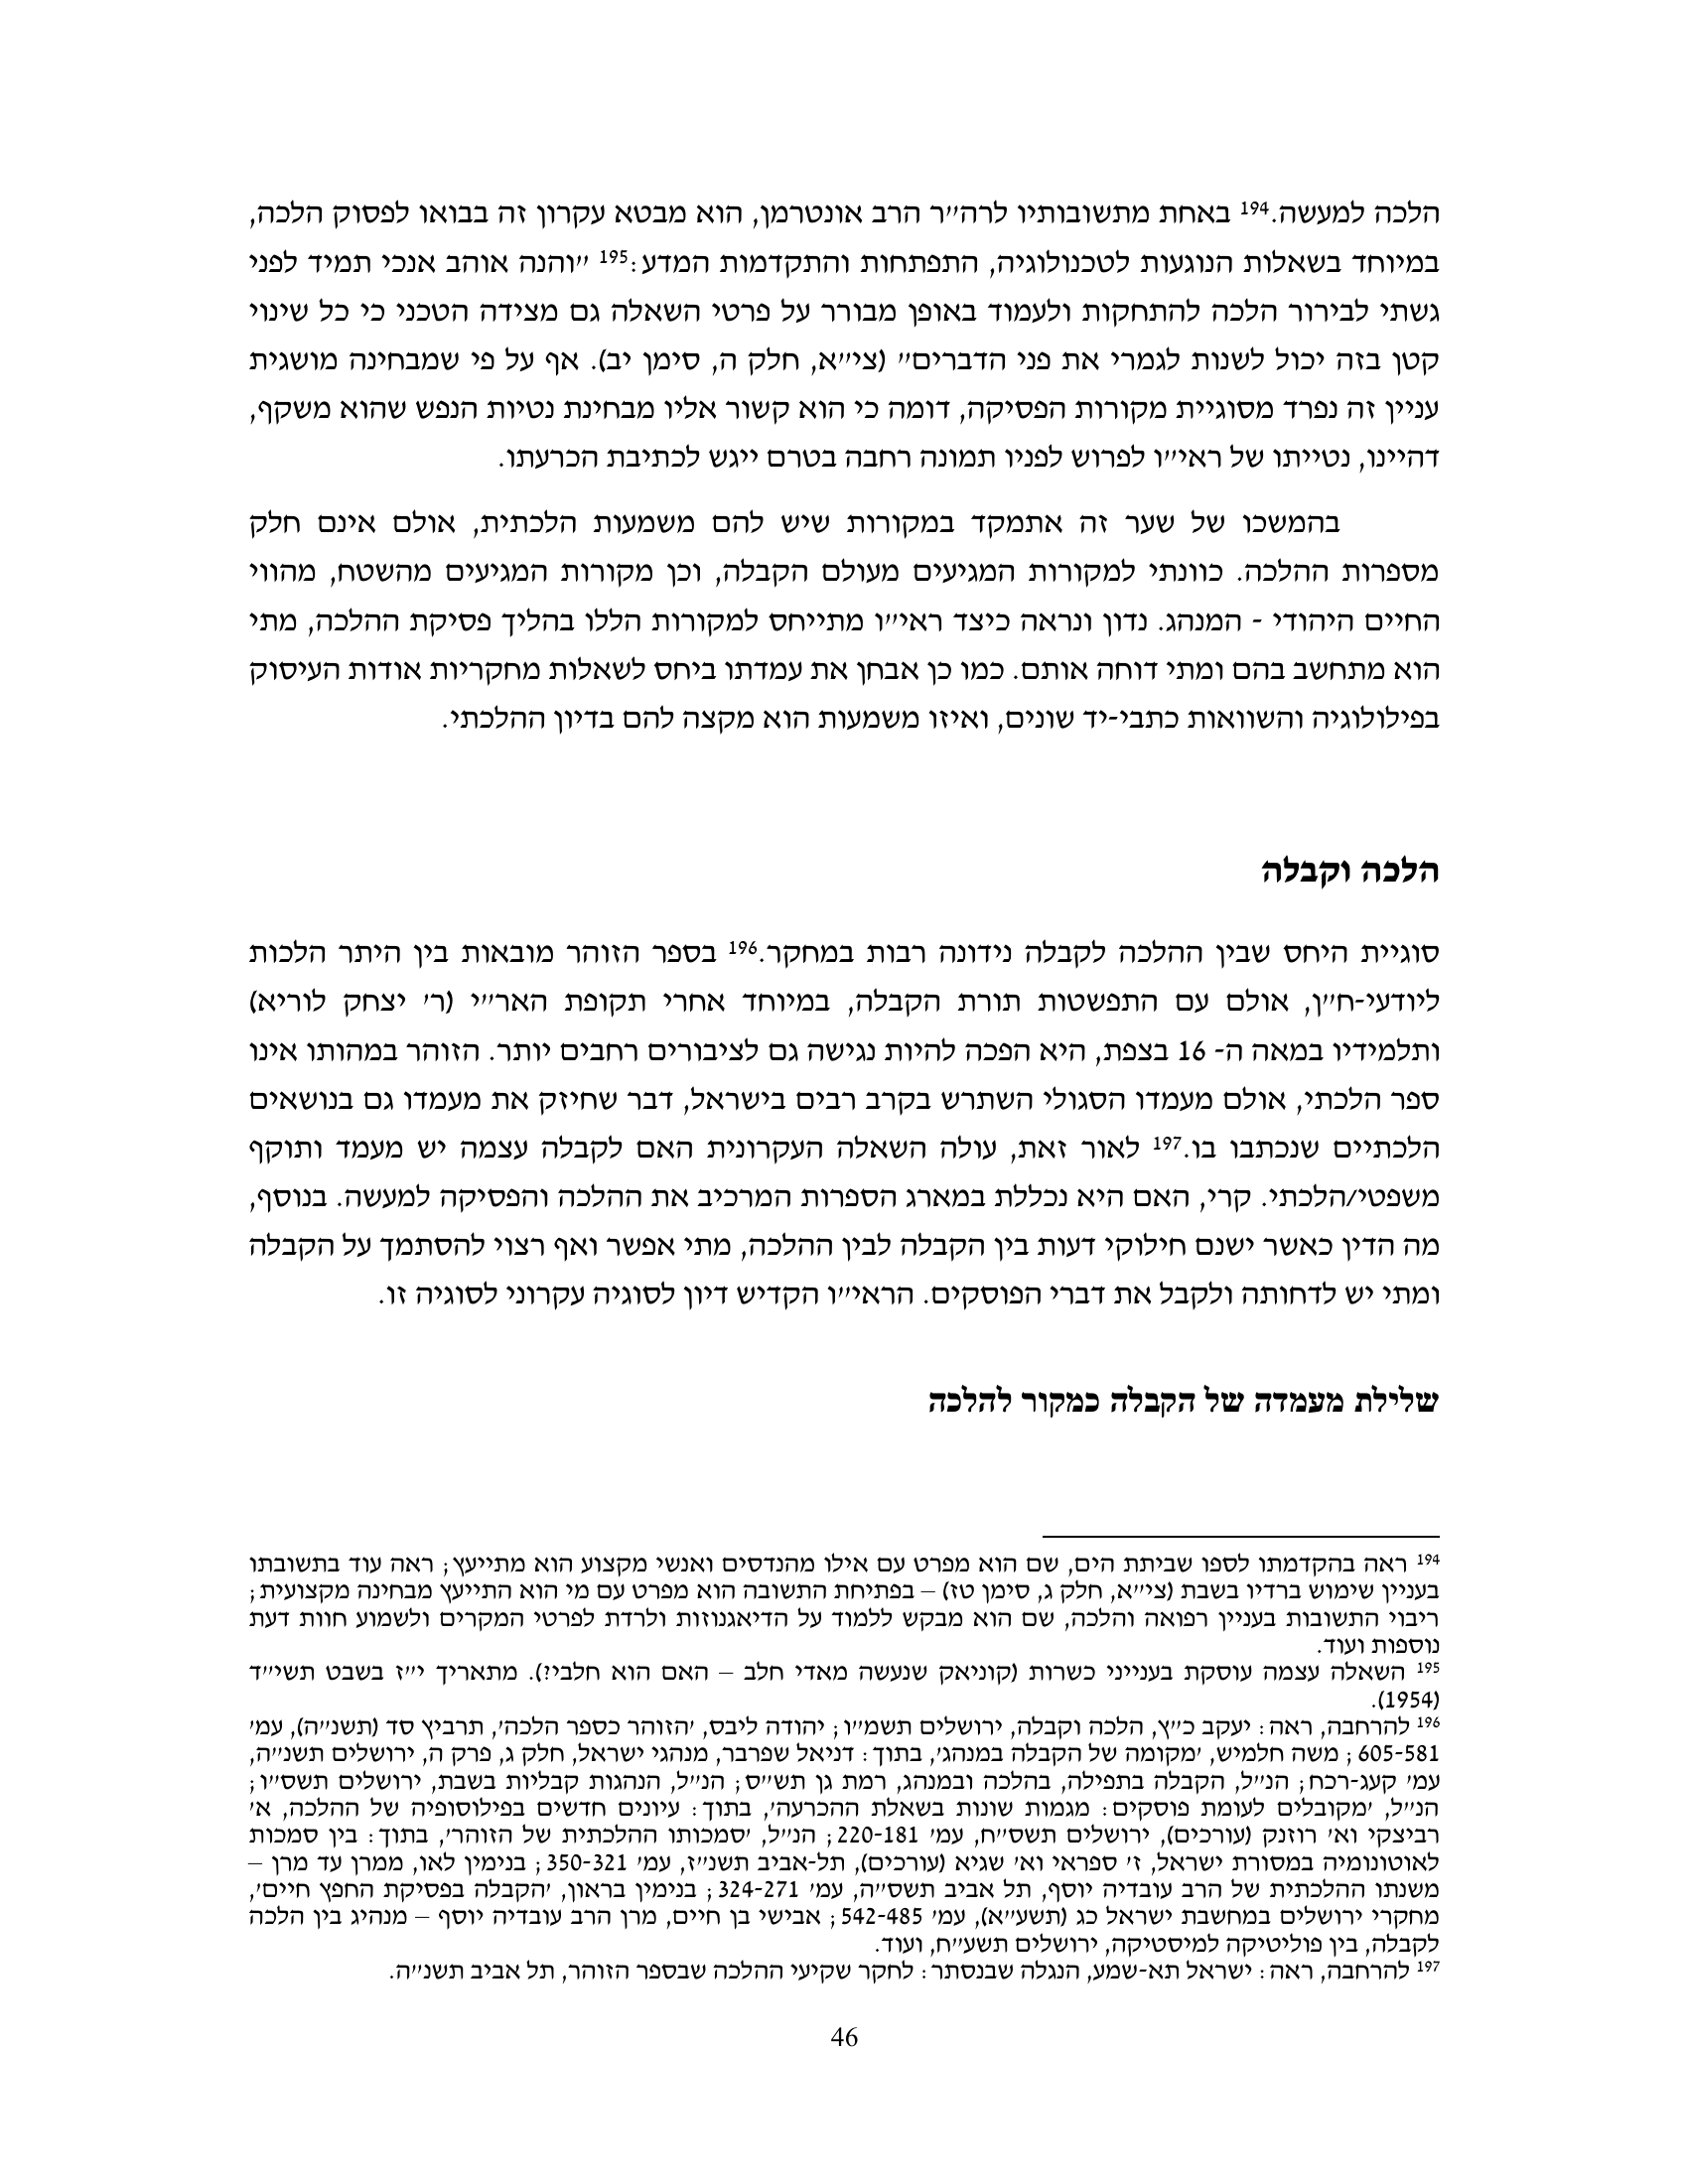 הלכה למעשה.194 באחת מתשובותיו לרה״ר הרב אונטרמן, הוא מבטא עקרון זה בבואו לפסוק הלכה,
במיוחד בשאלות הנוגעות לטכנולוגיה, התפתחות והתקדמות המדע:195 ״והנה אוהב אנכי תמיד לפני
גשתי לבירור הלכה להתחקות ולעמוד באופן מבורר על פרטי השאלה גם מצידה הטכני כי כל שינוי
קטן בזה יכול לשנות לגמרי את פני הדברים״ (צי״א, חלק ה, סימן יב). אף על פי שמבחינה מושגית
עניין זה נפרד מסוגיית מקורות הפסיקה, דומה כי הוא קשור אליו מבחינת נטיות הנפש שהוא משקף,
דהיינו, נטייתו של ראי״ו לפרוש לפניו תמונה רחבה בטרם ייגש לכתיבת הכרעתו.
בהמשכו של שער זה אתמקד במקורות שיש להם משמעות הלכתית, אולם אינם חלק
מספרות ההלכה. כוונתי למקורות המגיעים מעולם הקבלה, וכן מקורות המגיעים מהשטח, מהווי
החיים היהודי - המנהג. נדון ונראה כיצד ראי״ו מתייחס למקורות הללו בהליך פסיקת ההלכה, מתי
הוא מתחשב בהם ומתי דוחה אותם. כמו כן אבחן את עמדתו ביחס לשאלות מחקריות אודות העיסוק
בפילולוגיה והשוואות כתבי-יד שונים, ואיזו משמעות הוא מקצה להם בדיון ההלכתי.
הלכה וקבלה
סוגיית היחס שבין ההלכה לקבלה נידונה רבות במחקר.196 בספר הזוהר מובאות בין היתר הלכות
ליודעי-ח״ן, אולם עם התפשטות תורת הקבלה, במיוחד אחרי תקופת האר״י (ר׳ יצחק לוריא)
ותלמידיו במאה ה- 16 בצפת, היא הפכה להיות נגישה גם לציבורים רחבים יותר. הזוהר במהותו אינו
ספר הלכתי, אולם מעמדו הסגולי השתרש בקרב רבים בישראל, דבר שחיזק את מעמדו גם בנושאים
הלכתיים שנכתבו בו.197 לאור זאת, עולה השאלה העקרונית האם לקבלה עצמה יש מעמד ותוקף
משפטי/הלכתי. קרי, האם היא נכללת במארג הספרות המרכיב את ההלכה והפסיקה למעשה. בנוסף,
מה הדין כאשר ישנם חילוקי דעות בין הקבלה לבין ההלכה, מתי אפשר ואף רצוי להסתמך על הקבלה
ומתי יש לדחותה ולקבל את דברי הפוסקים. הראי״ו הקדיש דיון לסוגיה עקרוני לסוגיה זו.
שלילת מעמדה של הקבלה כמקור להלכה
194 ראה בהקדמתו לספו שביתת הים, שם הוא מפרט עם אילו מהנדסים ואנשי מקצוע הוא מתייעץ; ראה עוד בתשובתו
בעניין שימוש ברדיו בשבת (צי״א, חלק ג, סימן טז) – בפתיחת התשובה הוא מפרט עם מי הוא התייעץ מבחינה מקצועית;
ריבוי התשובות בעניין רפואה והלכה, שם הוא מבקש ללמוד על הדיאגנוזות ולרדת לפרטי המקרים ולשמוע חוות דעת
נוספות ועוד.
195 השאלה עצמה עוסקת בענייני כשרות (קוניאק שנעשה מאדי חלב – האם הוא חלבי?). מתאריך י״ז בשבט תשי״ד
(1954).
196 להרחבה, ראה: יעקב כ״ץ, הלכה וקבלה, ירושלים תשמ״ו; יהודה ליבס, ׳הזוהר כספר הלכה׳, תרביץ סד (תשנ״ה), עמ׳
605-581; משה חלמיש, ׳מקומה של הקבלה במנהג׳, בתוך: דניאל שפרבר, מנהגי ישראל, חלק ג, פרק ה, ירושלים תשנ״ה,
עמ׳ קעג-רכח; הנ״ל, הקבלה בתפילה, בהלכה ובמנהג, רמת גן תש״ס; הנ״ל, הנהגות קבליות בשבת, ירושלים תשס״ו;
הנ״ל, ׳מקובלים לעומת פוסקים: מגמות שונות בשאלת ההכרעה׳, בתוך: עיונים חדשים בפילוסופיה של ההלכה, א׳
רביצקי וא׳ רוזנק (עורכים), ירושלים תשס״ח, עמ׳ 220-181; הנ״ל, ׳סמכותו ההלכתית של הזוהר׳, בתוך: בין סמכות
לאוטונומיה במסורת ישראל, ז׳ ספראי וא׳ שגיא (עורכים), תל-אביב תשנ״ז, עמ׳ 350-321; בנימין לאו, ממרן עד מרן –
משנתו ההלכתית של הרב עובדיה יוסף, תל אביב תשס״ה, עמ׳ 324-271; בנימין בראון, ׳הקבלה בפסיקת החפץ חיים׳,
מחקרי ירושלים במחשבת ישראל כג (תשע״א), עמ׳ 542-485; אבישי בן חיים, מרן הרב עובדיה יוסף – מנהיג בין הלכה
לקבלה, בין פוליטיקה למיסטיקה, ירושלים תשע״ח, ועוד.
197 להרחבה, ראה: ישראל תא-שמע, הנגלה שבנסתר: לחקר שקיעי ההלכה שבספר הזוהר, תל אביב תשנ״ה.
46